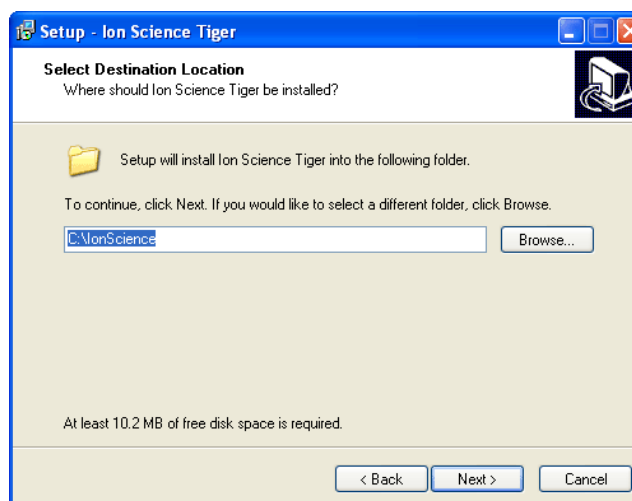 Setup - Ion Science Tiger
Select Destination Location
Where should Ion Science Tiger be installed?
Setup will install Ion Science Tiger into the following folder.
To continue, click Next. If you would like to select a different folder, click Browse.
C:\IonScience
Browse...
At least 10.2 MB of free disk space is required.
< Back
Next >
Cancel